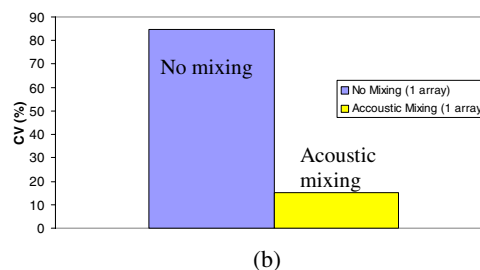 90
80
70
60
50
40
30
20
10
0
CV (%)
No mixing
Acoustic
mixing
No Mixing (1 array)
Accoustic Mixing (1 array
(b)